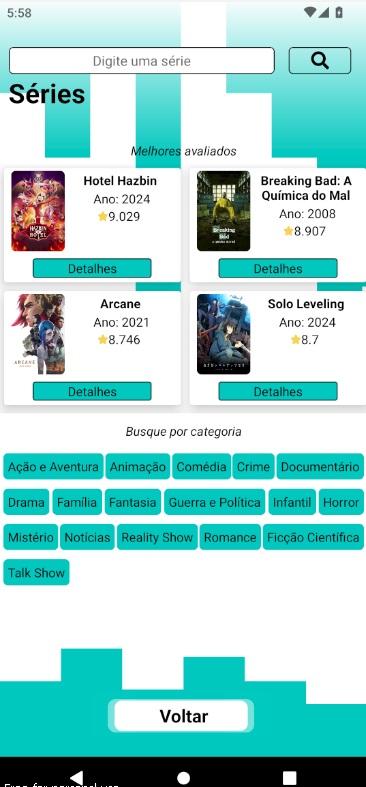 5:58
Digite uma série
Séries
Melhores avaliados
Hotel Hazbin
Ano: 2024
9.029
Detalhes
Breaking Bad: A
Química do Mal
Ano: 2008
8.907
Detalhes
Arcane
Ano: 2021
8.746
Detalhes
Solo Leveling
Ano: 2024
8.7
Detalhes
Busque por categoria
Ação e Aventura Animação Comédia Crime Documentário
Drama Família Fantasia Guerra e Política Infantil Horror
Mistério Notícias Reality Show Romance Ficção Científica
Talk Show
Voltar